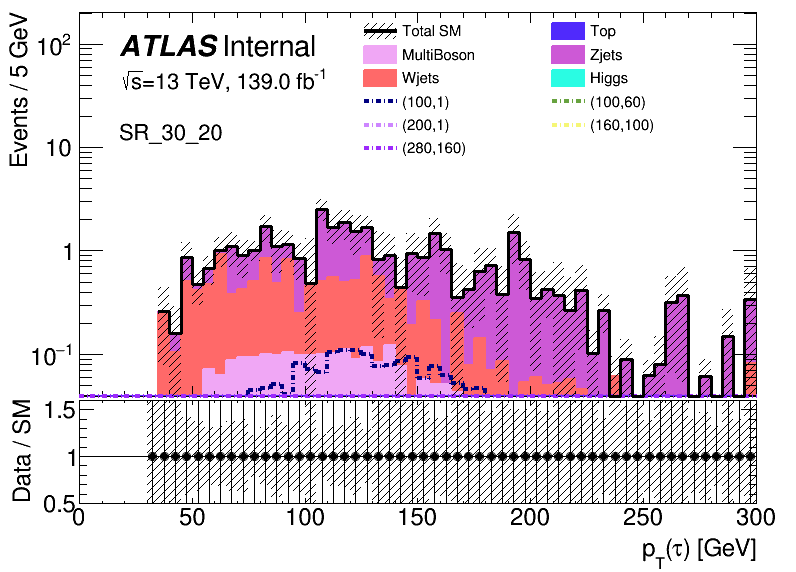 ATLAS Internal
√s=13 TeV, 139.0 fb⁻¹
SR_30_20
Total SM
MultiBoson
Wjets
(100,1)
(200,1)
(280,160)
Top
Zjets
Higgs
(100,60)
(160,100)
Events / 5 GeV
10²
10
1
10⁻¹
Data / SM
1.5
1
0.5
0 50 100 150 200 250 300
p_T(τ) [GeV]